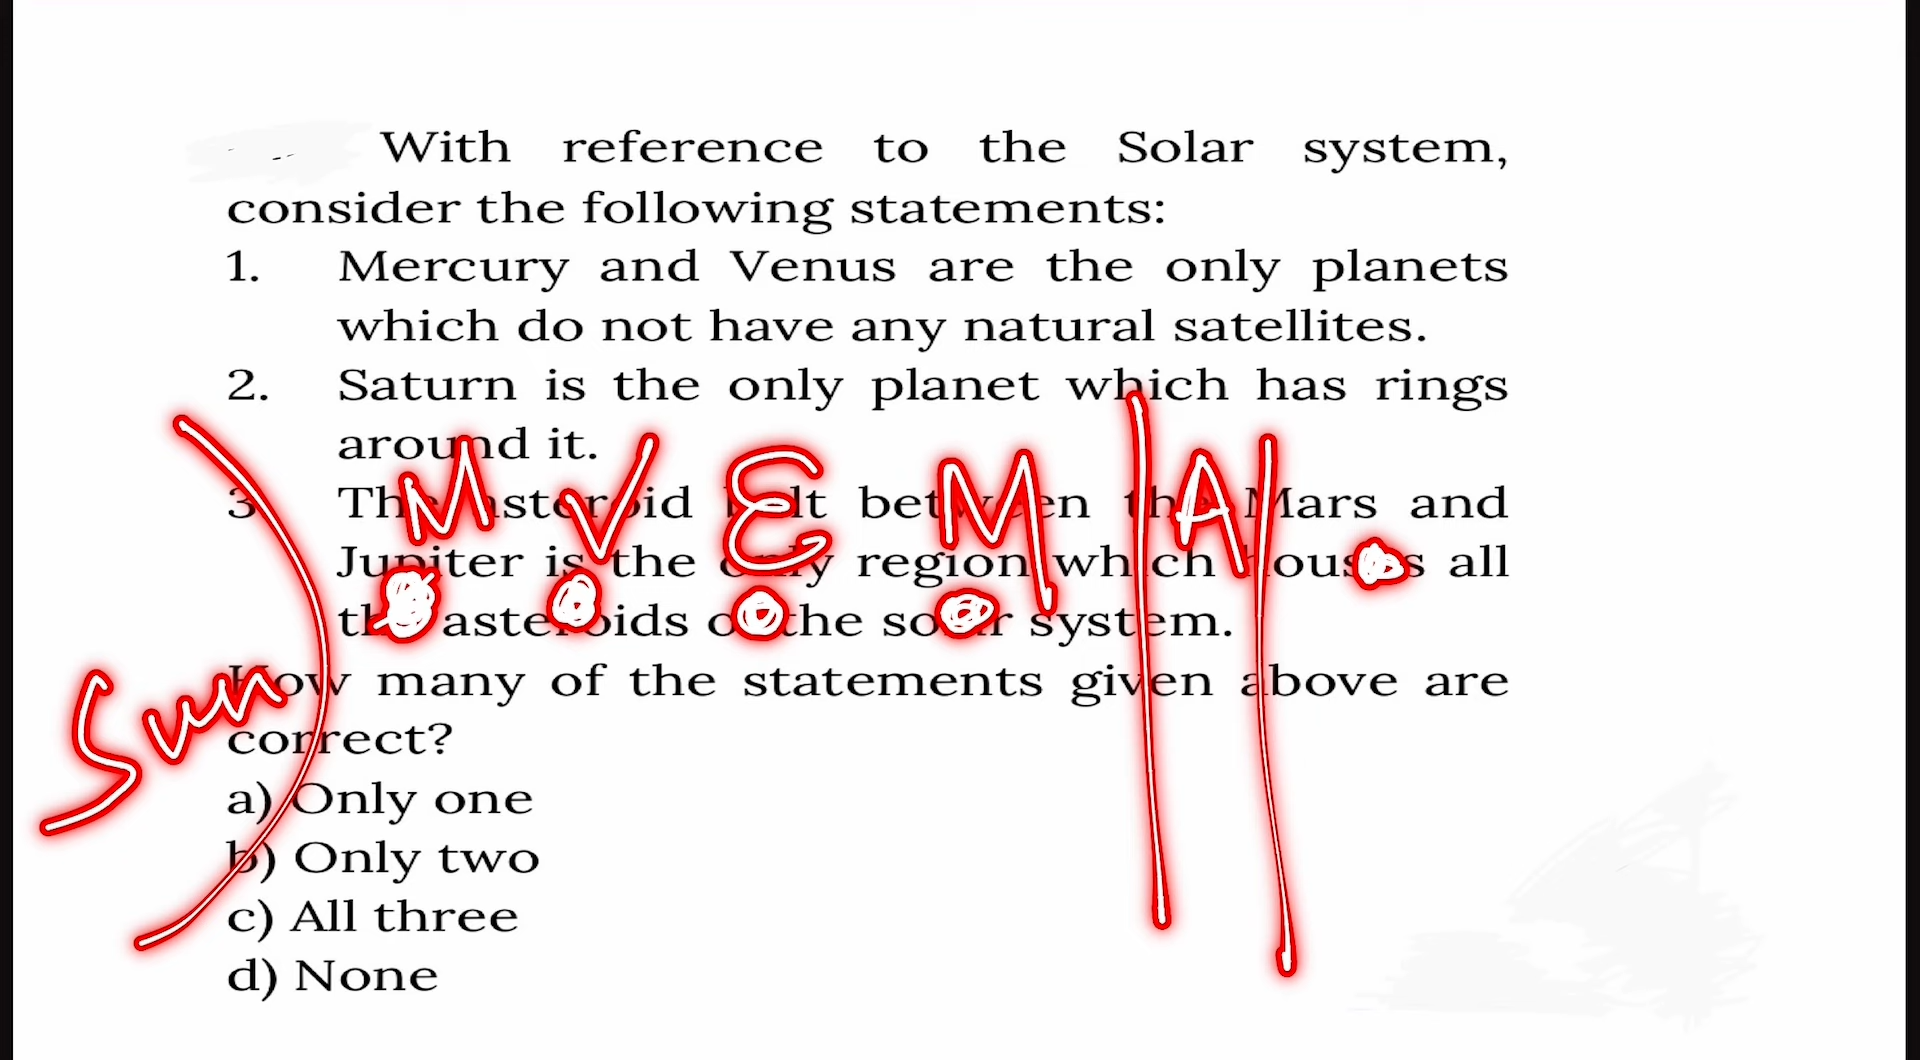 With reference to the Solar system,
consider the following statements:
1. Mercury and Venus are the only planets
which do not have any natural satellites.
2. Saturn is the only planet which has rings
around it.
M V E M A
3 The asteroid belt between the Mars and
Jupiter is the only region which houses all
the asteroids of the solar system.
Sun
How many of the statements given above are
correct?
a) Only one
b) Only two
c) All three
d) None